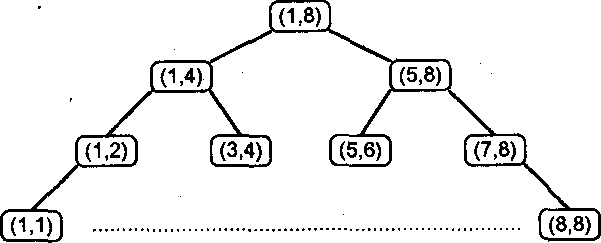 (1,8)
(1,4) (5,8)
(1,2) (3,4) (5,6) (7,8)
(1,1) (8,8)